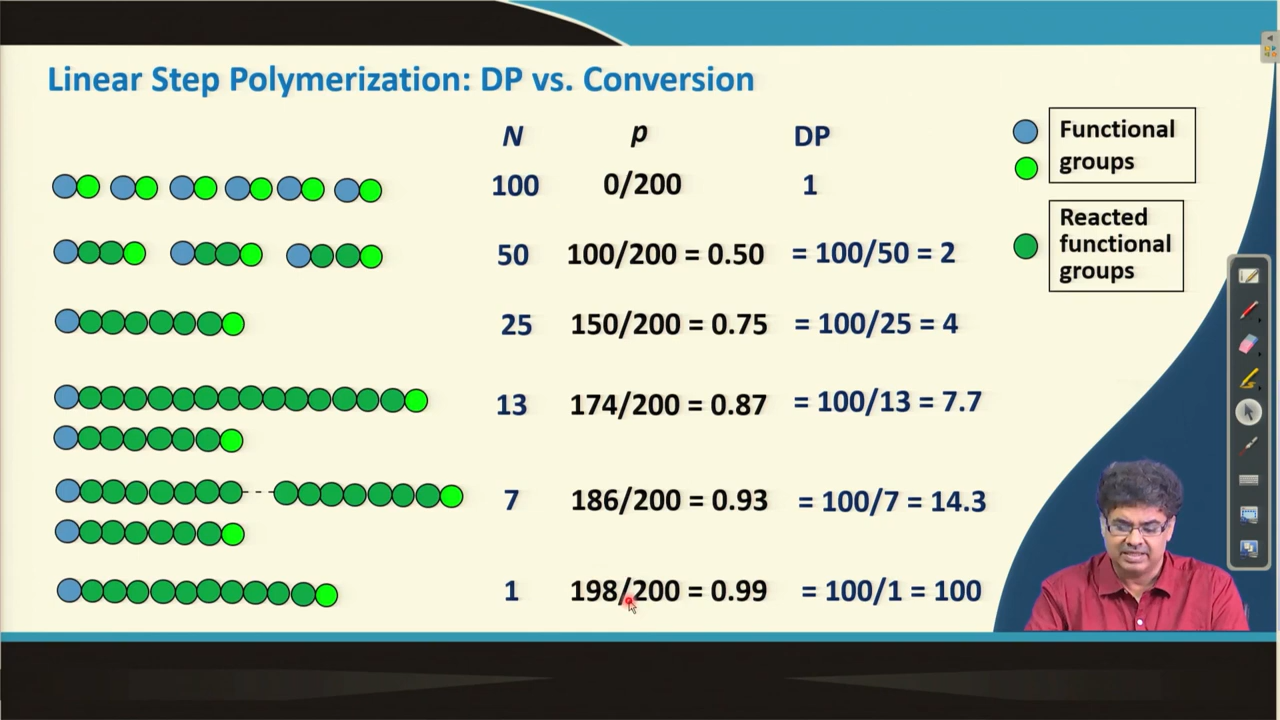 Linear Step Polymerization: DP vs. Conversion
N p DP
100 0/200 1
50 100/200 = 0.50 = 100/50 = 2
25 150/200 = 0.75 = 100/25 = 4
13 174/200 = 0.87 = 100/13 = 7.7
7 186/200 = 0.93 = 100/7 = 14.3
1 198/200 = 0.99 = 100/1 = 100
Functional
groups
Reacted
functional
groups